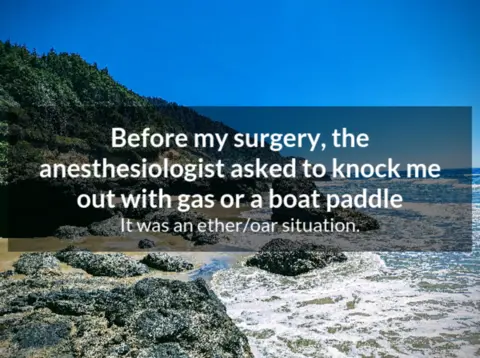 Before my surgery, the
anesthesiologist asked to knock me
out with gas or a boat paddle
It was an ether/oar situation.